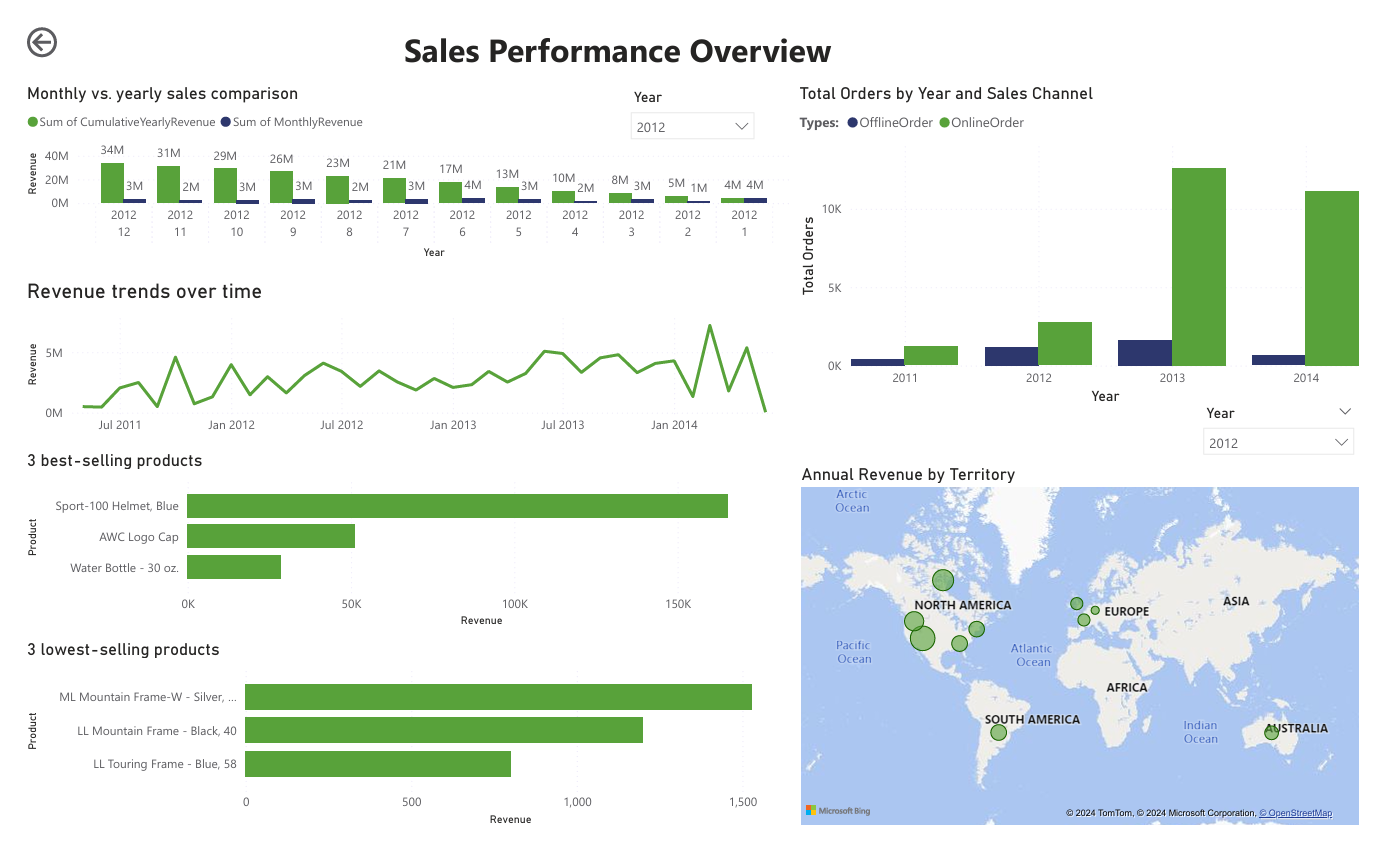 Sales Performance Overview
Monthly vs. yearly sales comparison
Sum of CumulativeYearlyRevenue Sum of MonthlyRevenue
Year
2012
Revenue
40M
20M
0M
34M 3M 31M 2M 29M 3M 26M 3M 23M 2M 21M 3M 17M 4M 13M 3M 10M 2M 8M 3M 5M 1M 4M 4M
2012 2012 2012 2012 2012 2012 2012 2012 2012 2012 2012 2012
12 11 10 9 8 7 6 5 4 3 2 1
Year
Revenue trends over time
Revenue
5M
0M
Jul 2011 Jan 2012 Jul 2012 Jan 2013 Jul 2013 Jan 2014
3 best-selling products
Product
Sport-100 Helmet, Blue
AWC Logo Cap
Water Bottle - 30 oz.
0K 50K 100K 150K
Revenue
3 lowest-selling products
Product
ML Mountain Frame-W - Silver, ...
LL Mountain Frame - Black, 40
LL Touring Frame - Blue, 58
0 500 1,000 1,500
Revenue
Total Orders by Year and Sales Channel
Types: OfflineOrder OnlineOrder
Total Orders
10K
5K
0K
2011 2012 2013 2014
Year
Year
2012
Annual Revenue by Territory
Arctic
Ocean
NORTH AMERICA
EUROPE
ASIA
Pacific
Ocean
Atlantic
Ocean
AFRICA
SOUTH AMERICA
Indian
Ocean
AUSTRALIA
Microsoft Bing
© 2024 TomTom, © 2024 Microsoft Corporation, © OpenStreetMap